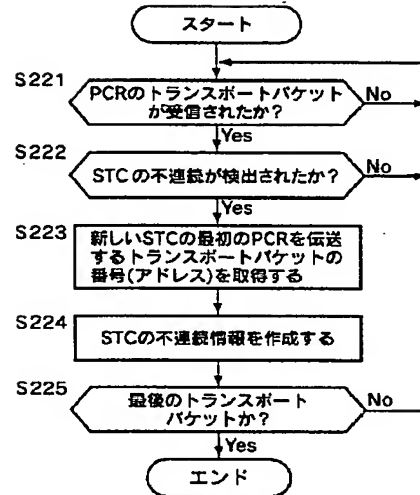 スタート
S221
PCRのトランスポートパケット
が受信されたか?
No
Yes
S222
STCの不連続が検出されたか?
No
Yes
S223
新しいSTCの最初のPCRを伝送
するトランスポートパケットの
番号(アドレス)を取得する
S224
STCの不連続情報を作成する
S225
最後のトランスポート
パケットか?
No
Yes
エンド